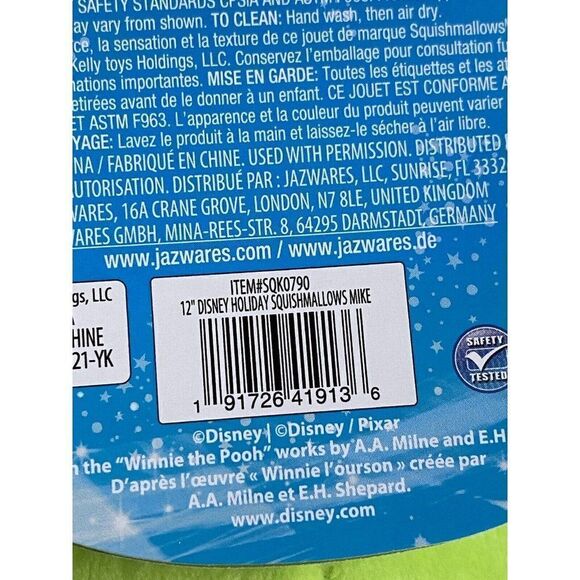 SAFETY STANDARDS CPSIA AND
ay vary from shown. TO CLEAN: Hand wash, then air dry.
rce, la sensation et la texture de ce jouet de marque Squishmallows
Kelly toys Holdings, LLC. Conservez l'emballage pour consultation fu
mations importantes. MISE EN GARDE: Toutes les étiquettes et les at
etirées avant de le donner à un enfant. CE JOUET EST CONFORME A
ET ASTM F963. L'apparence et la couleur du produit peuvent varier
YAGE: Lavez le produit à la main et laissez-le sécher à l'air libre.
NA / FABRIQUÉ EN CHINE. USED WITH PERMISSION. DISTRIBUTED
AUTORISATION. DISTRIBUÉ PAR : JAZWARES, LLC, SUNRISE, FL 3332
WARES, 16A CRANE GROVE, LONDON, N7 8LE, UNITED KINGDOM
WARES GMBH, MINA-REES-STR. 8, 64295 DARMSTADT, GERMANY
www.jazwares.com / www.jazwares.de
ngs, LLC
A
HINE
21-YK
ITEM#SQK0790
12" DISNEY HOLIDAY SQUISHMALLOWS MIKE
1 91726 41913 6
SAFETY
TESTED
©Disney | ©Disney / Pixar
n the "Winnie the Pooh" works by A.A. Milne and E.H
D'après l'œuvre « Winnie l'ourson » créée par
A.A. Milne et E.H. Shepard.
www.disney.com